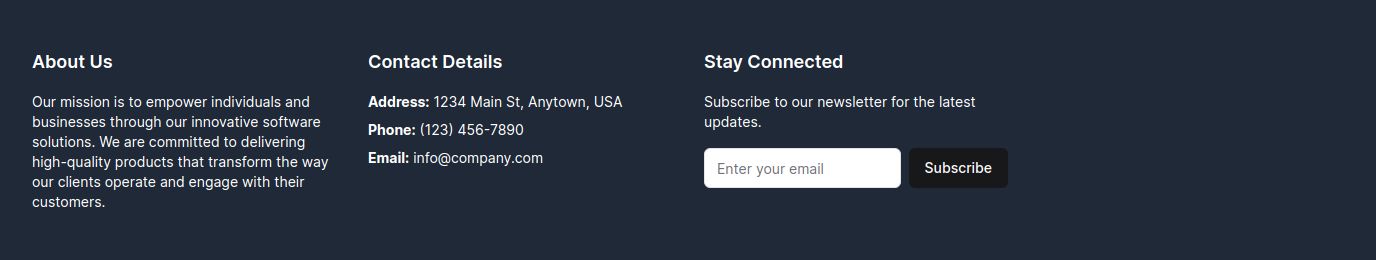 About Us
Our mission is to empower individuals and
businesses through our innovative software
solutions. We are committed to delivering
high-quality products that transform the way
our clients operate and engage with their
customers.
Contact Details
Address: 1234 Main St, Anytown, USA
Phone: (123) 456-7890
Email: info@company.com
Stay Connected
Subscribe to our newsletter for the latest
updates.
Enter your email
Subscribe